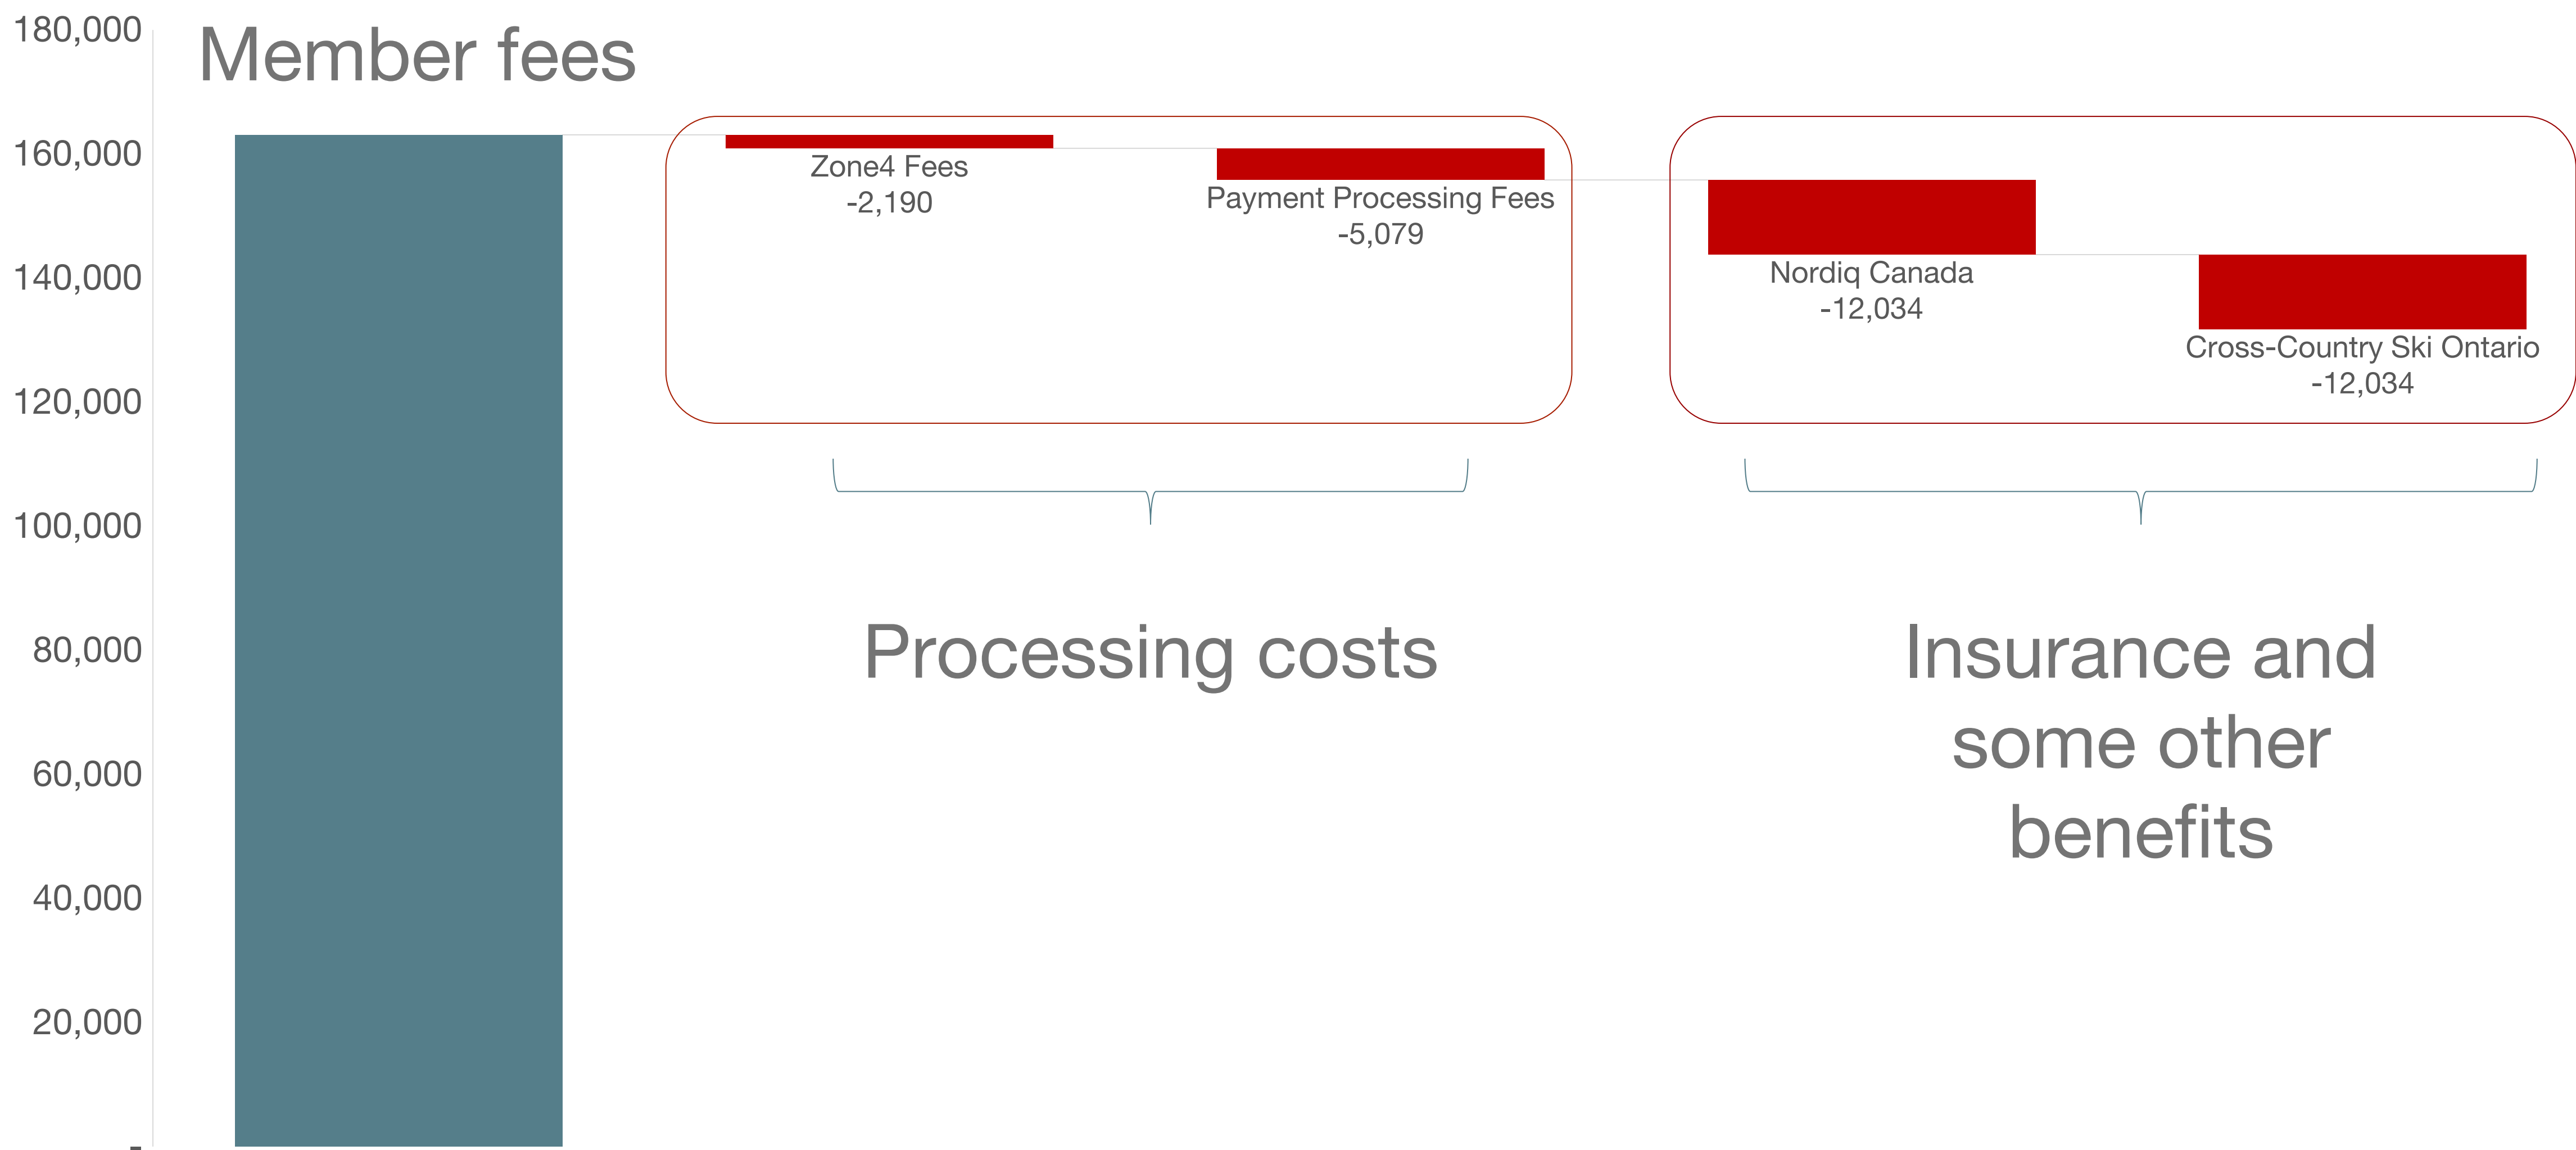 Member fees
180,000
160,000
140,000
120,000
100,000
80,000
60,000
40,000
20,000
-
Zone4 Fees
-2,190
Payment Processing Fees
-5,079
Nordiq Canada
-12,034
Cross-Country Ski Ontario
-12,034
Processing costs
Insurance and
some other
benefits